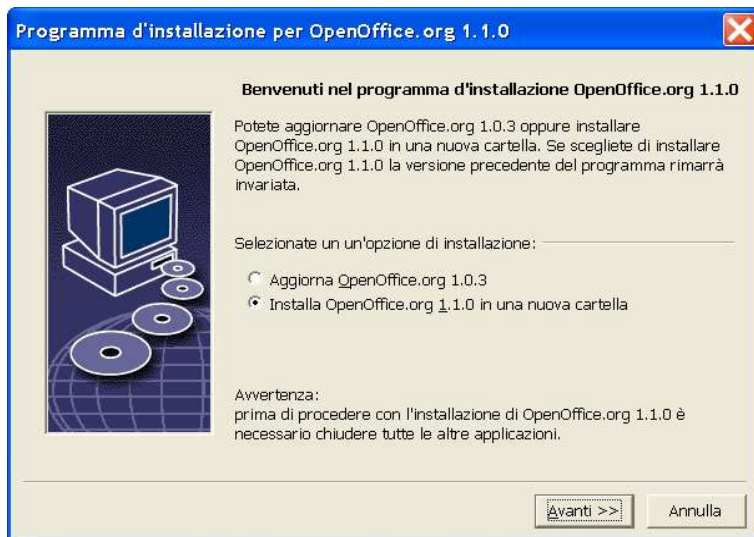 Programma d'installazione per OpenOffice.org 1.1.0
Benvenuti nel programma d'installazione OpenOffice.org 1.1.0
Potete aggiornare OpenOffice.org 1.0.3 oppure installare
OpenOffice.org 1.1.0 in una nuova cartella. Se scegliete di installare
OpenOffice.org 1.1.0 la versione precedente del programma rimarrà
invariata.
Selezionate un un'opzione di installazione:
Aggiorna OpenOffice.org 1.0.3
Installa OpenOffice.org 1.1.0 in una nuova cartella
Avvertenza:
prima di procedere con l'installazione di OpenOffice.org 1.1.0 è
necessario chiudere tutte le altre applicazioni.
Avanti >>
Annulla